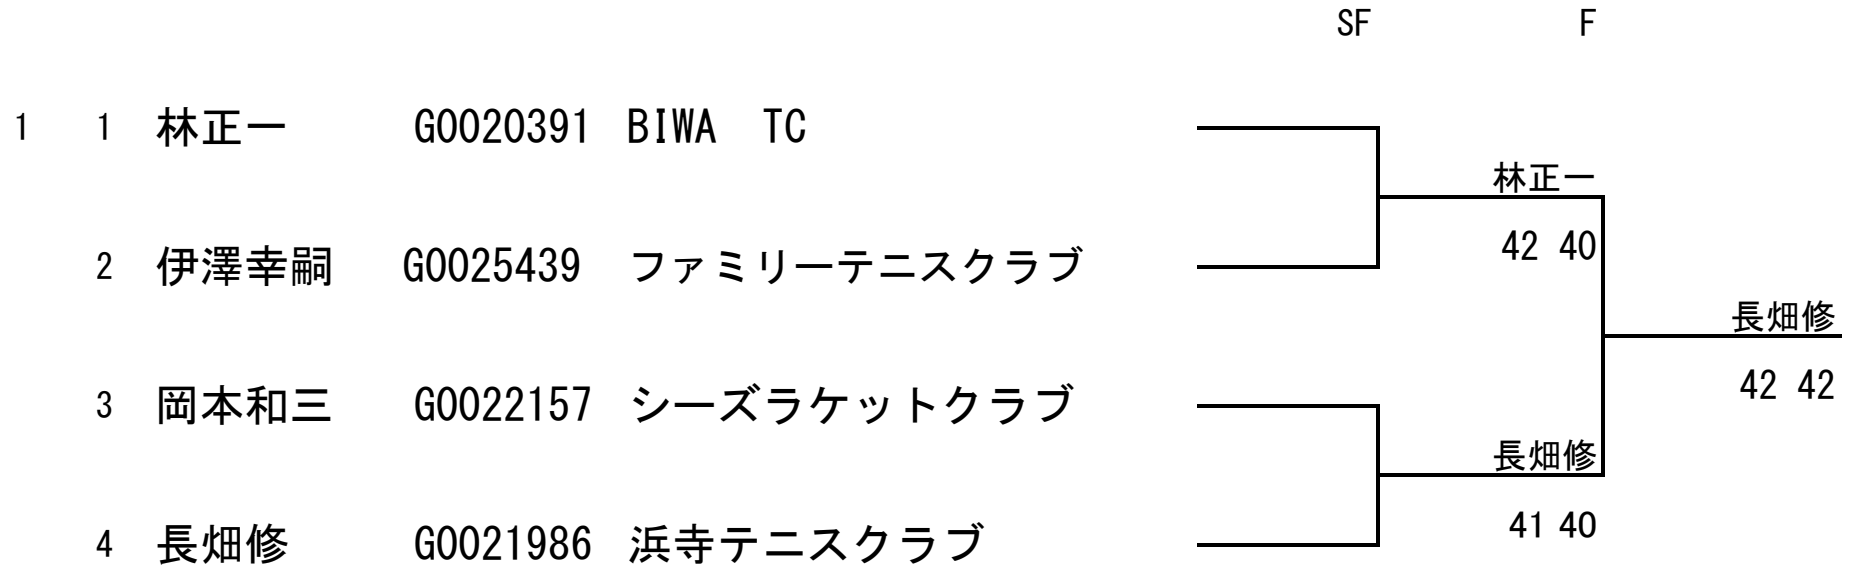 SF F
1 1 林正一 G0020391 BIWA TC
林正一
2 伊澤幸嗣 G0025439 ファミリーテニスクラブ 42 40
長畑修
3 岡本和三 G0022157 シーズラケットクラブ 42 42
長畑修
4 長畑修 G0021986 浜寺テニスクラブ 41 40